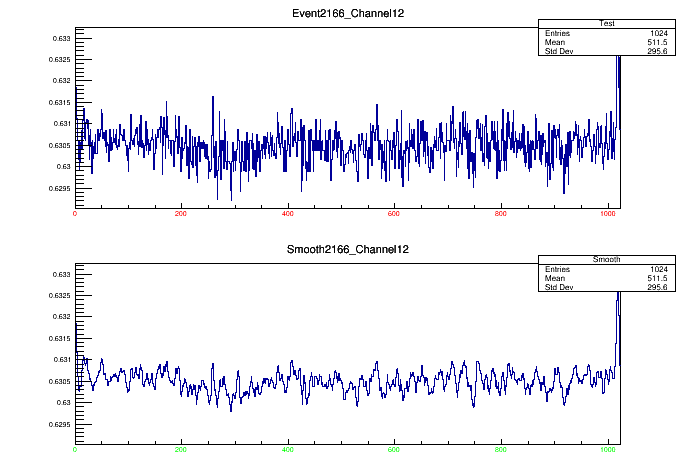 Event2166_Channel12
Test
Entries 1024
Mean 511.5
Std Dev 295.6
0.633
0.6325
0.632
0.6315
0.631
0.6305
0.63
0.6295
0 200 400 600 800 1000
Smooth2166_Channel12
Smooth
Entries 1024
Mean 511.5
Std Dev 295.6
0.633
0.6325
0.632
0.6315
0.631
0.6305
0.63
0.6295
0 200 400 600 800 1000